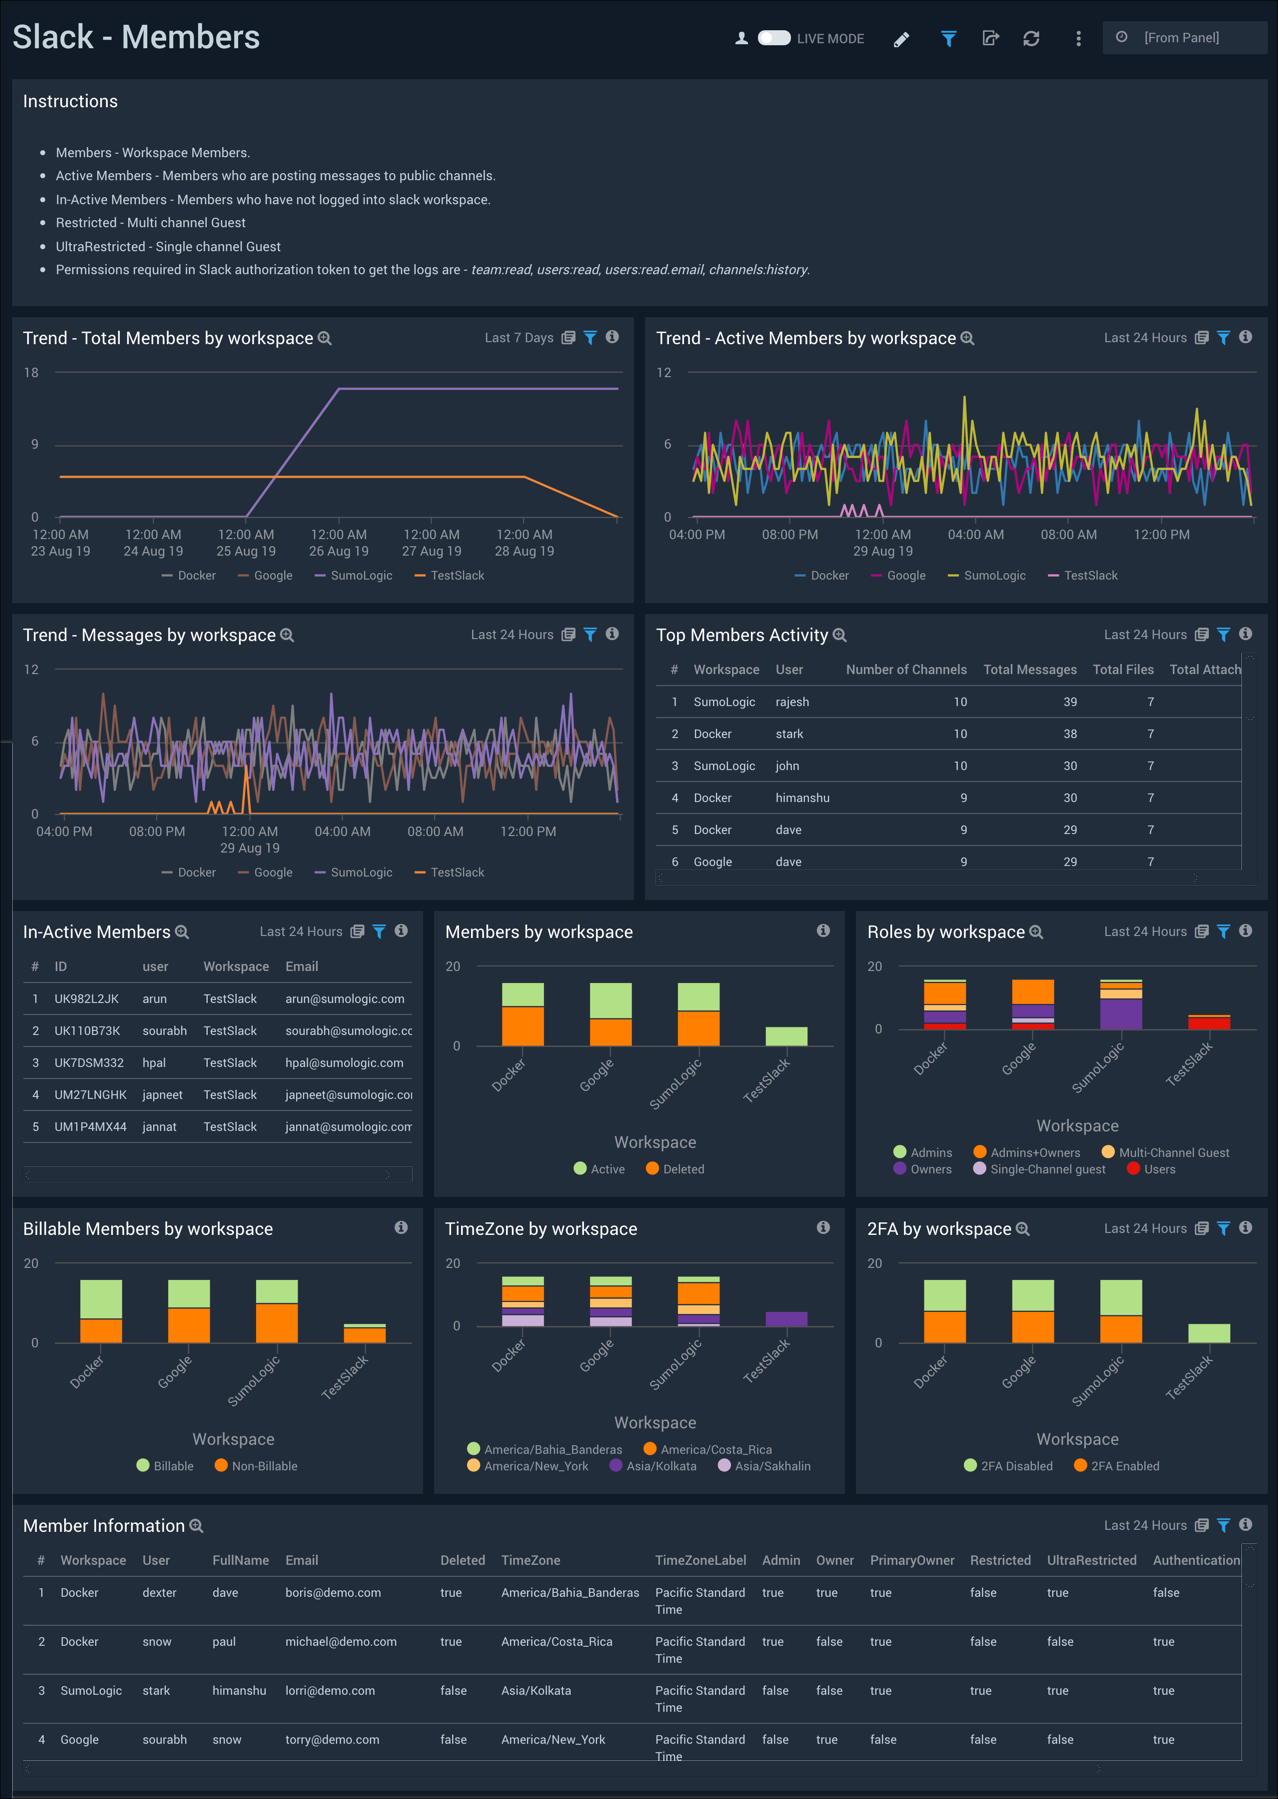 Slack - Members
LIVE MODE
[From Panel]
Instructions
Members - Workspace Members.
Active Members - Members who are posting messages to public channels.
In-Active Members - Members who have not logged into slack workspace.
Restricted - Multi channel Guest
UltraRestricted - Single channel Guest
Permissions required in Slack authorization token to get the logs are - team:read, users:read, users:read.email, channels:history.
Trend - Total Members by workspace Last 7 Days
18
9
0
12:00 AM 12:00 AM 12:00 AM 12:00 AM 12:00 AM 12:00 AM
23 Aug 19 24 Aug 19 25 Aug 19 26 Aug 19 27 Aug 19 28 Aug 19
Docker Google SumoLogic TestSlack
Trend - Active Members by workspace Last 24 Hours
12
6
0
04:00 PM 08:00 PM 12:00 AM 04:00 AM 08:00 AM 12:00 PM
29 Aug 19
Docker Google SumoLogic TestSlack
Trend - Messages by workspace Last 24 Hours
12
6
0
04:00 PM 08:00 PM 12:00 AM 04:00 AM 08:00 AM 12:00 PM
29 Aug 19
Docker Google SumoLogic TestSlack
Top Members Activity Last 24 Hours
# Workspace User Number of Channels Total Messages Total Files Total Attach
1 SumoLogic rajesh 10 39 7
2 Docker stark 10 38 7
3 SumoLogic john 10 30 7
4 Docker himanshu 9 30 7
5 Docker dave 9 29 7
6 Google dave 9 29 7
In-Active Members Last 24 Hours
# ID user Workspace Email
1 UK982L2JK arun TestSlack arun@sumologic.com
2 UK110B73K sourabh TestSlack sourabh@sumologic.cc
3 UK7DSM332 hpal TestSlack hpal@sumologic.com
4 UM27LNGHK japneet TestSlack japneet@sumologic.co
5 UM1P4MX44 jannat TestSlack jannat@sumologic.com
Members by workspace
20
0
Docker Google SumoLogic TestSlack
Workspace
Active Deleted
Roles by workspace Last 24 Hours
20
0
Docker Google SumoLogic TestSlack
Workspace
Admins Admins+Owners Multi-Channel Guest
Owners Single-Channel guest Users
Billable Members by workspace
20
0
Docker Google SumoLogic TestSlack
Workspace
Billable Non-Billable
TimeZone by workspace
20
0
Docker Google SumoLogic TestSlack
Workspace
America/Bahia_Banderas America/Costa_Rica
America/New_York Asia/Kolkata Asia/Sakhalin
2FA by workspace Last 24 Hours
20
0
Docker Google SumoLogic TestSlack
Workspace
2FA Disabled 2FA Enabled
Member Information Last 24 Hours
# Workspace User FullName Email Deleted TimeZone TimeZoneLabel Admin Owner PrimaryOwner Restricted UltraRestricted Authentication
1 Docker dexter dave boris@demo.com true America/Bahia_Banderas Pacific Standard true true true false true false
Time
2 Docker snow paul michael@demo.com true America/Costa_Rica Pacific Standard true false true false false true
Time
3 SumoLogic stark himanshu lorri@demo.com false Asia/Kolkata Pacific Standard false false true true true true
Time
4 Google sourabh snow torry@demo.com false America/New_York Pacific Standard false true false false false true
Time